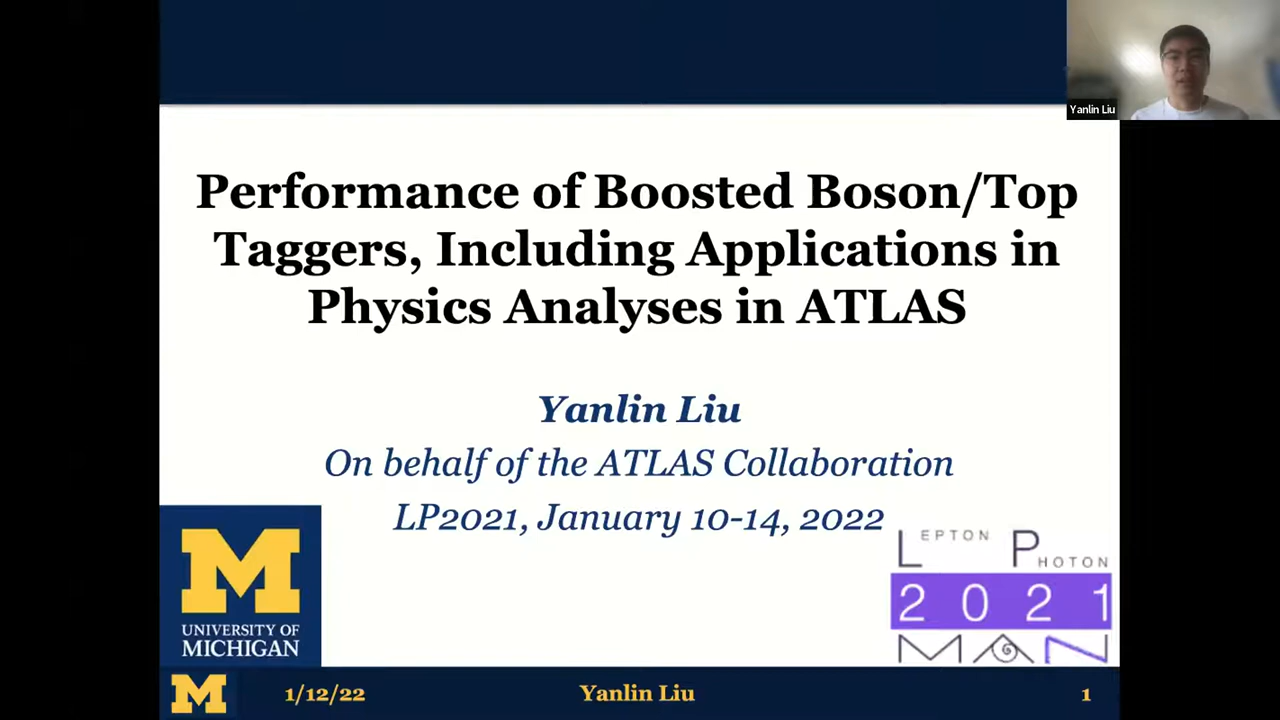 Yanlin Liu
Performance of Boosted Boson/Top
Taggers, Including Applications in
Physics Analyses in ATLAS
Yanlin Liu
On behalf of the ATLAS Collaboration
LP2021, January 10-14, 2022
M
UNIVERSITY OF
MICHIGAN
LEPTON PHOTON
2021
MAN
M
1/12/22
Yanlin Liu
1